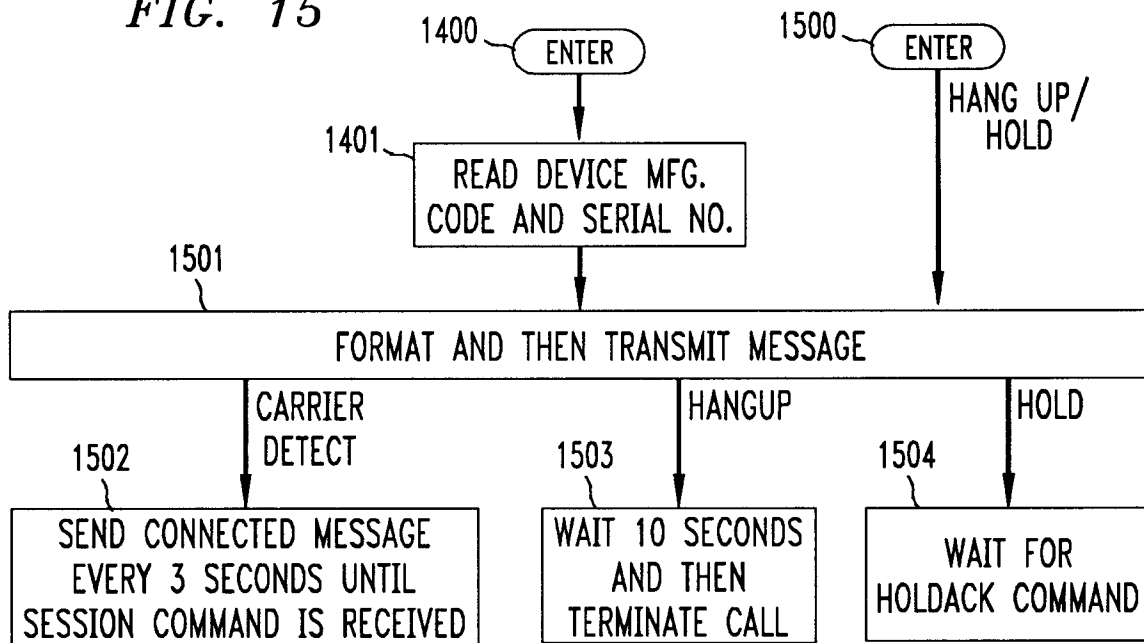 FIG. 15
1400
ENTER
1500
ENTER
HANG UP/
HOLD
1401
READ DEVICE MFG.
CODE AND SERIAL NO.
1501
FORMAT AND THEN TRANSMIT MESSAGE
CARRIER
DETECT
HANGUP
HOLD
1502
SEND CONNECTED MESSAGE
EVERY 3 SECONDS UNTIL
SESSION COMMAND IS RECEIVED
1503
WAIT 10 SECONDS
AND THEN
TERMINATE CALL
1504
WAIT FOR
HOLDACK COMMAND